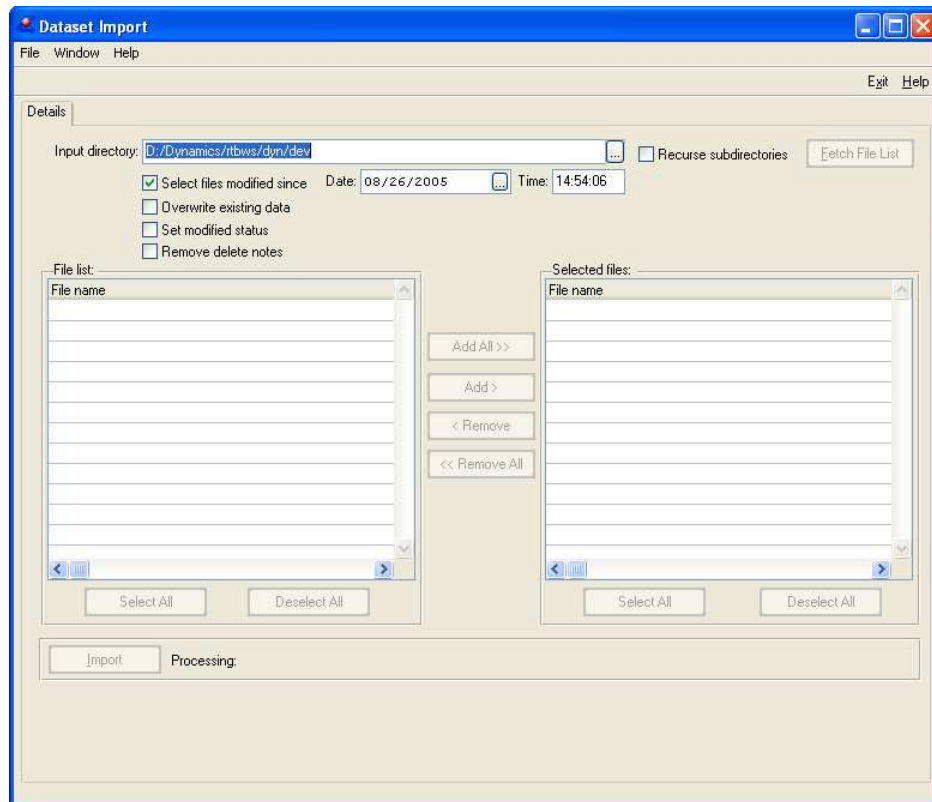 Dataset Import
File Window Help
Exit Help
Details
Input directory: D:/Dynamics/rtbws/dyn/dev ... Recurse subdirectories Fetch File List
Select files modified since Date: 08/26/2005 ... Time: 14:54:06
Overwrite existing data
Set modified status
Remove delete notes
File list: Selected files:
File name File name
Add All >>
Add >
< Remove
<< Remove All
Select All Deselect All Select All Deselect All
Import Processing: